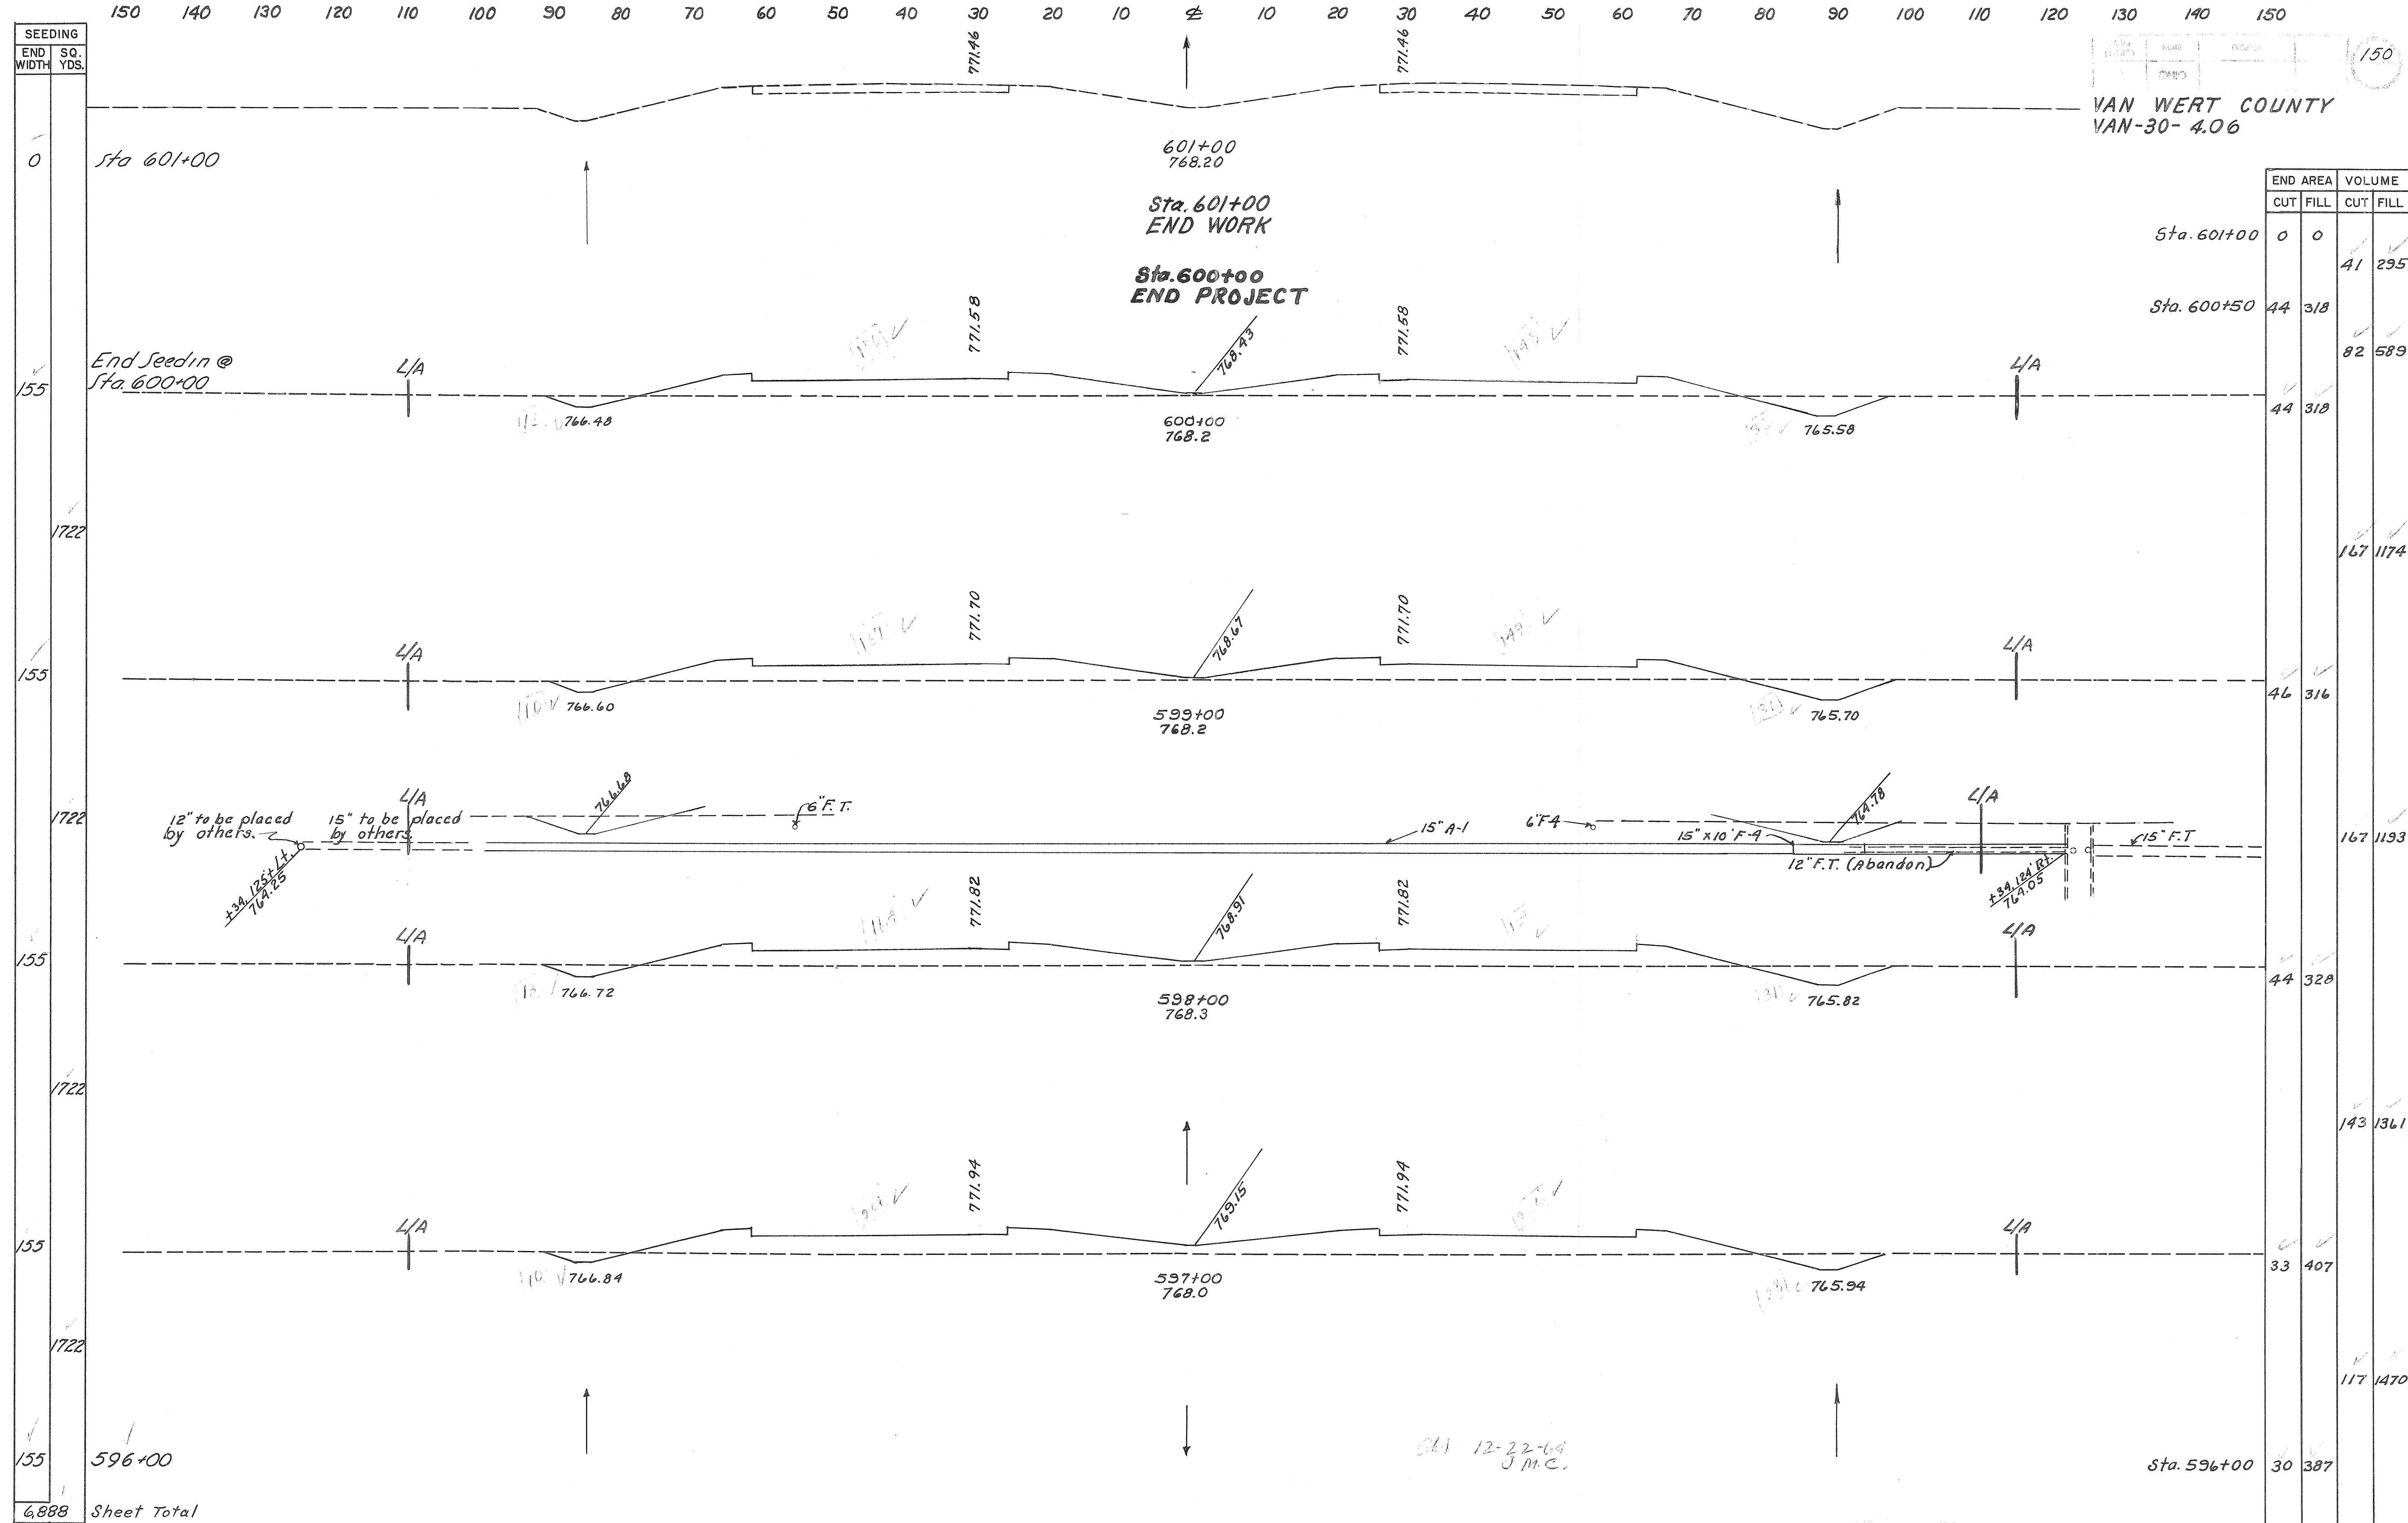 150 140 130 120 110 100 90 80 70 60 50 40 30 20 10 ℄ 10 20 30 40 50 60 70 80 90 100 110 120 130 140 150
SEEDING
END WIDTH
SQ. YDS.
150
VAN WERT COUNTY
VAN-30-4.06
771.46
771.46
0
Sta 601+00
601+00
768.20
Sta. 601+00
END WORK
Sta. 600+00
END PROJECT
END AREA
VOLUME
CUT FILL CUT FILL
Sta. 601+00 0 0
41 295
Sta. 600+50 44 318
82 589
771.58
768.43
771.58
End Seedin @
Sta. 600+00
155
L/A
L/A
766.48
600+00
768.2
765.58
44 318
1722
167 1174
771.70
768.67
771.70
155
L/A
L/A
766.60
599+00
768.2
765.70
46 316
1722
12" to be placed
by others.
L/A
15" to be placed
by others.
766.68
6" F.T.
15" A-1
6" F4
15" x 10' F-4
764.78
L/A
12" F.T. (Abandon)
15" F.T
+34, 125± Lt.
764.25
+34, 124' Rt.
764.05
167 1193
771.82
768.91
771.82
155
L/A
L/A
766.72
598+00
768.3
765.82
44 328
1722
143 1361
771.94
769.15
771.94
155
L/A
L/A
766.84
597+00
768.0
765.94
33 407
1722
117 1470
155
596+00
12-22-69
J.M.C.
Sta. 596+00 30 387
6,888 Sheet Total